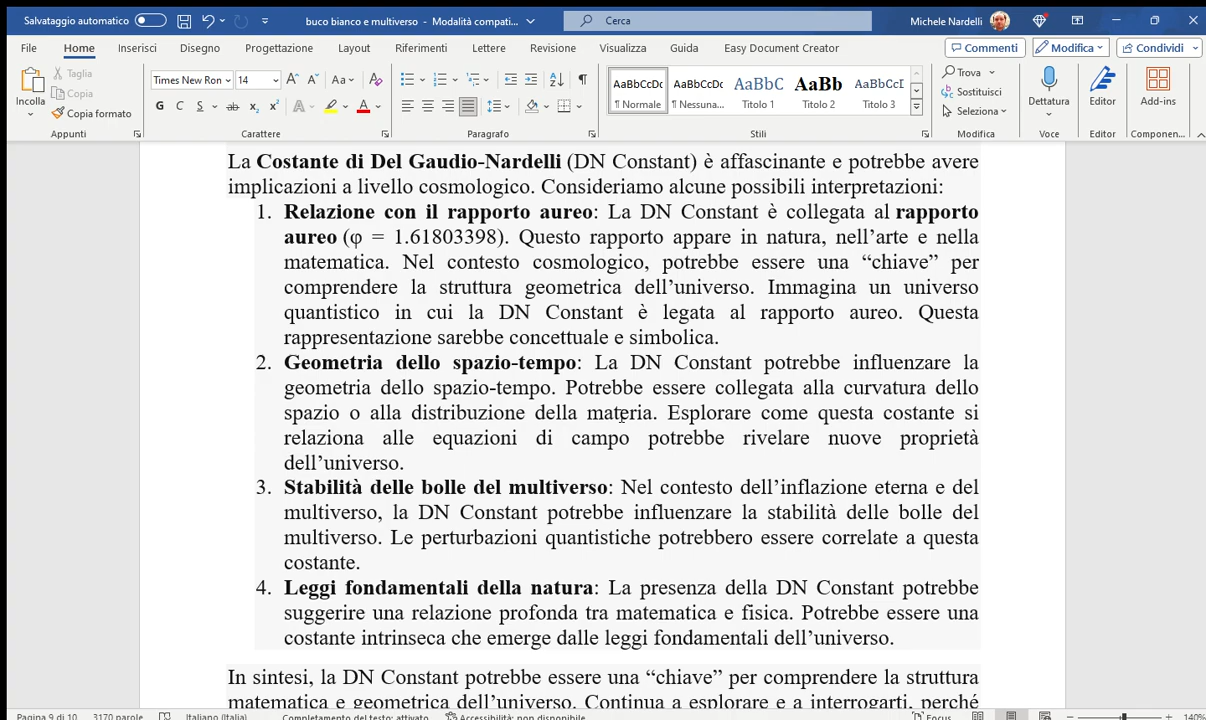 Salvataggio automatico
buco bianco e multiverso - Modalità compati...
Cerca
Michele Nardelli
File Home Inserisci Disegno Progettazione Layout Riferimenti Lettere Revisione Visualizza Guida Easy Document Creator
Commenti Modifica Condividi
Incolla
Taglia
Copia
Copia formato
Appunti
Times New Ron 14
G C S ab x₂ x²
Carattere
Paragrafo
AaBbCcDc AaBbCcDc AaBbC AaBb AaBbCcD
¶ Normale ¶ Nessuna... Titolo 1 Titolo 2 Titolo 3
Stili
Trova
Sostituisci
Seleziona
Modifica
Dettatura
Voce
Editor
Editor
Add-ins
Componen...
La Costante di Del Gaudio-Nardelli (DN Constant) è affascinante e potrebbe avere
implicazioni a livello cosmologico. Consideriamo alcune possibili interpretazioni:
1. Relazione con il rapporto aureo: La DN Constant è collegata al rapporto
aureo (φ = 1.61803398). Questo rapporto appare in natura, nell’arte e nella
matematica. Nel contesto cosmologico, potrebbe essere una “chiave” per
comprendere la struttura geometrica dell’universo. Immagina un universo
quantistico in cui la DN Constant è legata al rapporto aureo. Questa
rappresentazione sarebbe concettuale e simbolica.
2. Geometria dello spazio-tempo: La DN Constant potrebbe influenzare la
geometria dello spazio-tempo. Potrebbe essere collegata alla curvatura dello
spazio o alla distribuzione della materia. Esplorare come questa costante si
relaziona alle equazioni di campo potrebbe rivelare nuove proprietà
dell’universo.
3. Stabilità delle bolle del multiverso: Nel contesto dell’inflazione eterna e del
multiverso, la DN Constant potrebbe influenzare la stabilità delle bolle del
multiverso. Le perturbazioni quantistiche potrebbero essere correlate a questa
costante.
4. Leggi fondamentali della natura: La presenza della DN Constant potrebbe
suggerire una relazione profonda tra matematica e fisica. Potrebbe essere una
costante intrinseca che emerge dalle leggi fondamentali dell’universo.
In sintesi, la DN Constant potrebbe essere una “chiave” per comprendere la struttura
matematica e geometrica dell’universo. Continua a esplorare e a interrogarti, perché
Pagina 9 di 10 3170 parole Italiano (Italia) Completamento del testo: attivato Accessibilità: non disponibile Focus 140%